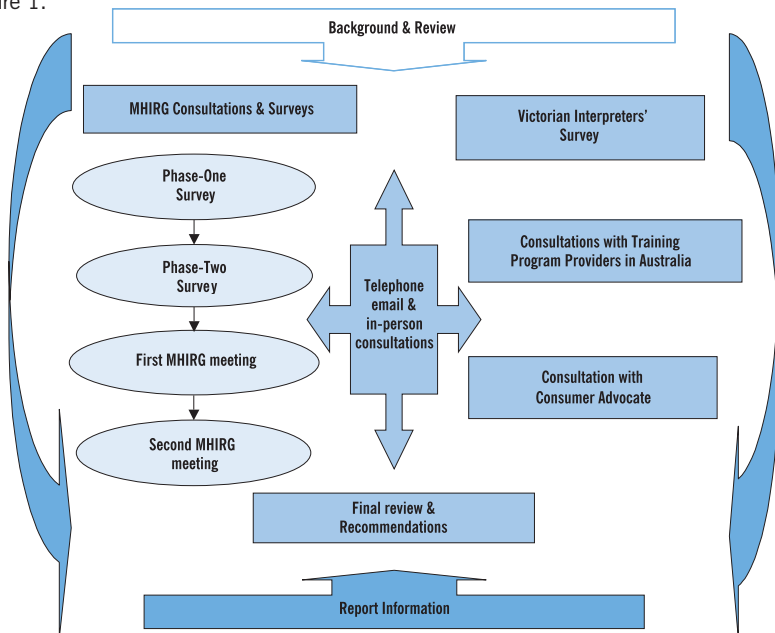 ure 1.
Background & Review
MHIRG Consultations & Surveys
Victorian Interpreters'
Survey
Phase-One
Survey
Phase-Two
Survey
First MHIRG meeting
Second MHIRG
meeting
Telephone
email &
in-person
consultations
Consultations with Training
Program Providers in Australia
Consultation with
Consumer Advocate
Final review &
Recommendations
Report Information